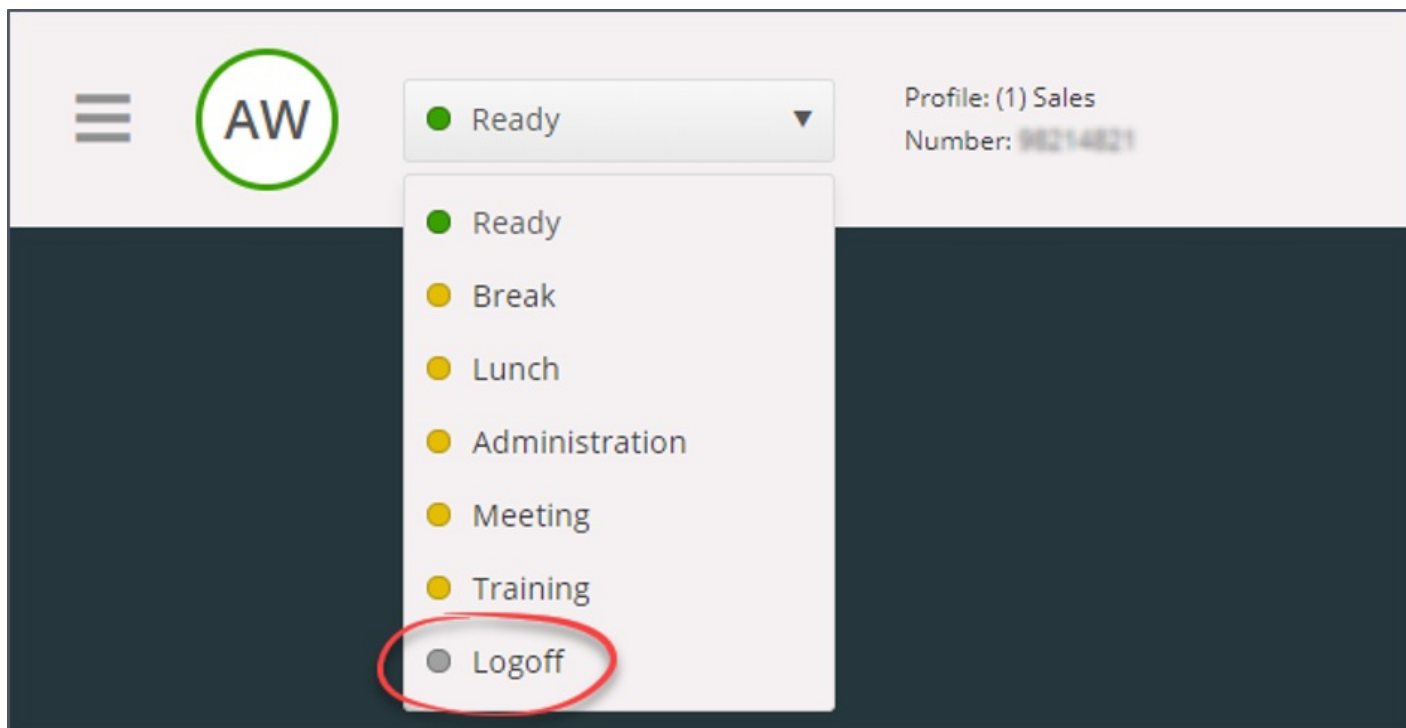 AW
Ready
Profile: (1) Sales
Number:
Ready
Break
Lunch
Administration
Meeting
Training
Logoff